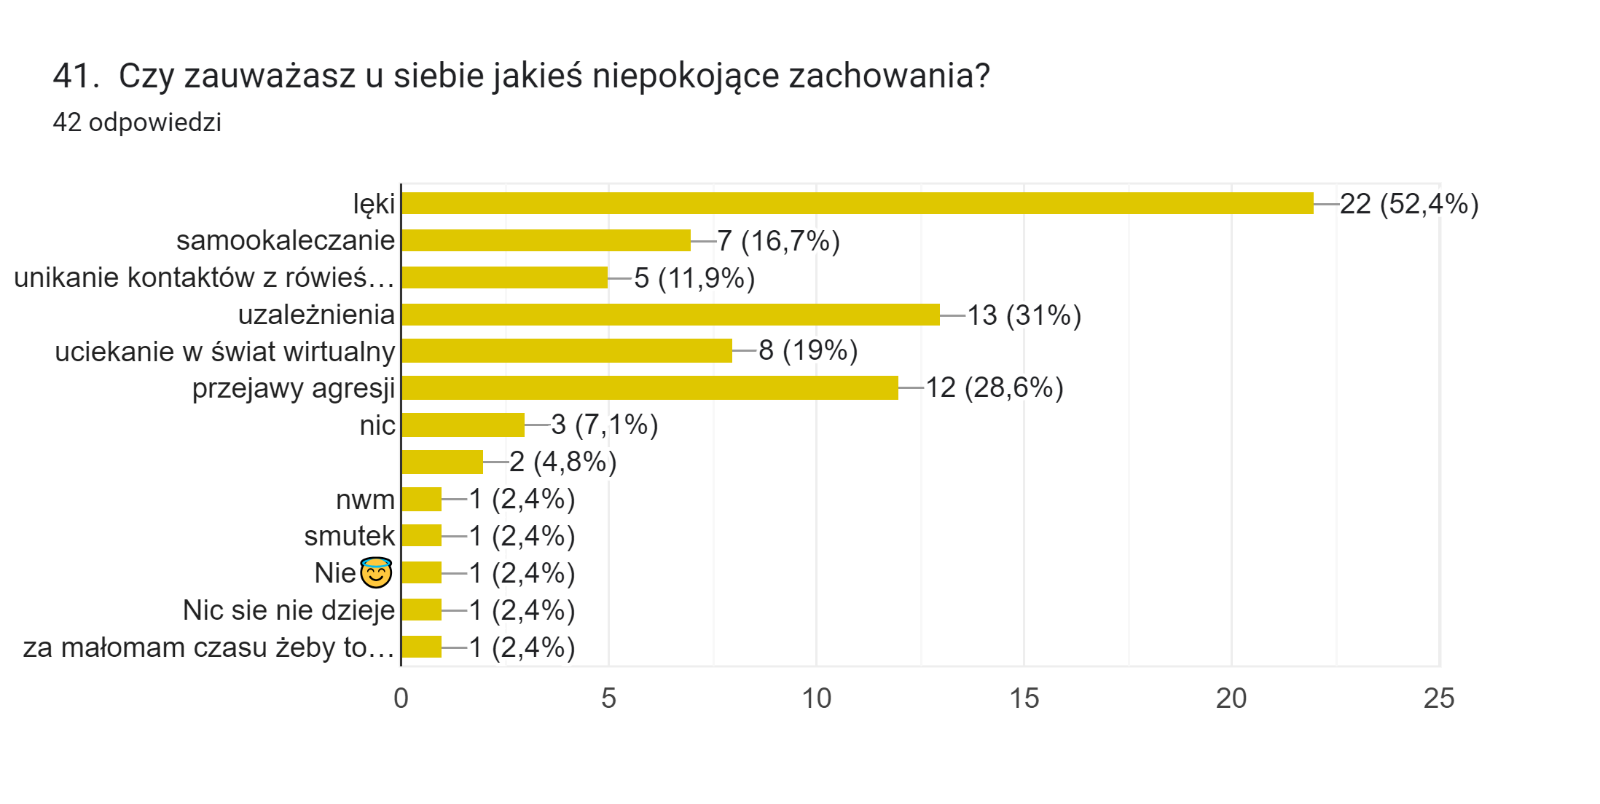 41.  Czy zauważasz u siebie jakieś niepokojące zachowania?
42 odpowiedzi
lęki 22 (52,4%)
samookaleczanie 7 (16,7%)
unikanie kontaktów z rówieś… 5 (11,9%)
uzależnienia 13 (31%)
uciekanie w świat wirtualny 8 (19%)
przejawy agresji 12 (28,6%)
nic 3 (7,1%)
2 (4,8%)
nwm 1 (2,4%)
smutek 1 (2,4%)
Nie😇 1 (2,4%)
Nic sie nie dzieje 1 (2,4%)
za małomam czasu żeby to… 1 (2,4%)
0 5 10 15 20 25